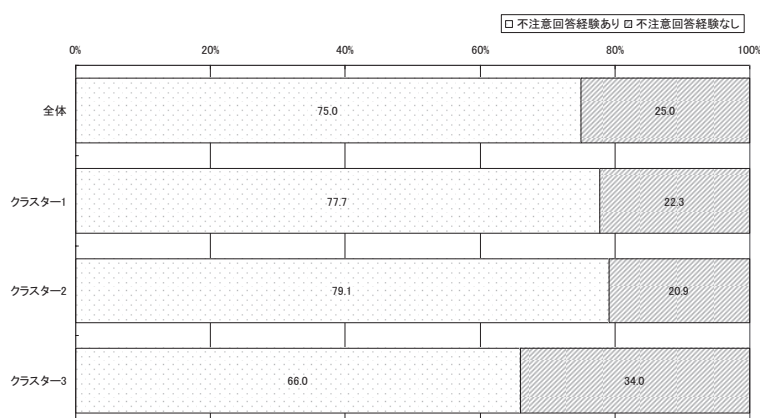 不注意回答経験あり 不注意回答経験なし
0% 20% 40% 60% 80% 100%
全体 75.0 25.0
クラスター1 77.7 22.3
クラスター2 79.1 20.9
クラスター3 66.0 34.0